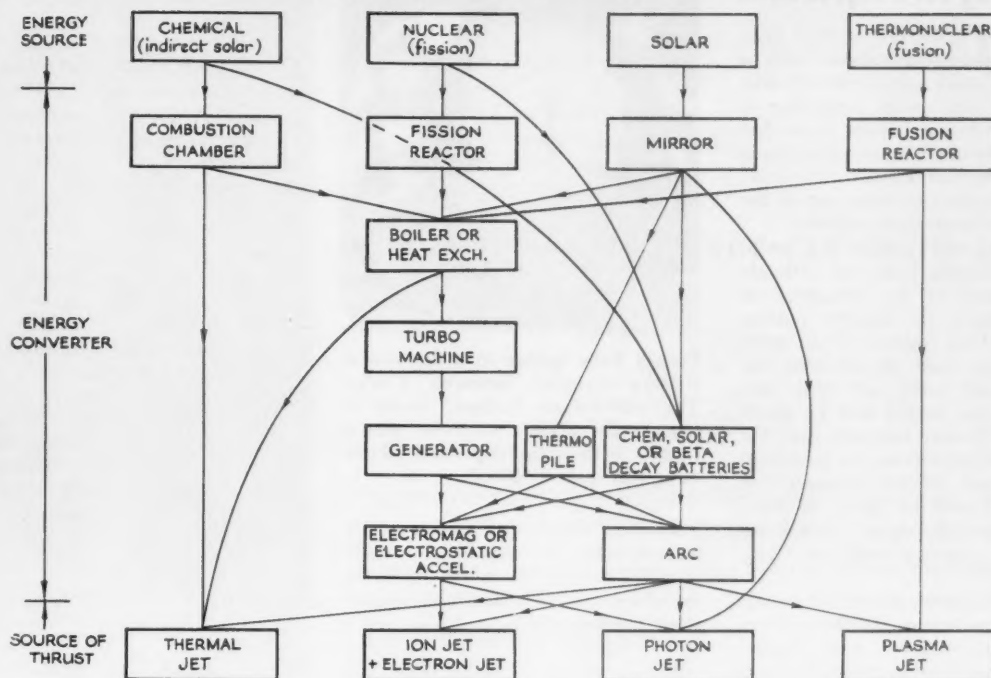 ENERGY
SOURCE
CHEMICAL
(indirect solar)
NUCLEAR
(fission)
SOLAR
THERMONUCLEAR
(fusion)
COMBUSTION
CHAMBER
FISSION
REACTOR
MIRROR
FUSION
REACTOR
BOILER OR
HEAT EXCH.
ENERGY
CONVERTER
TURBO
MACHINE
GENERATOR
THERMO
PILE
CHEM, SOLAR,
OR BETA
DECAY BATTERIES
ELECTROMAG OR
ELECTROSTATIC
ACCEL.
ARC
SOURCE OF
THRUST
THERMAL
JET
ION JET
+ ELECTRON JET
PHOTON
JET
PLASMA
JET